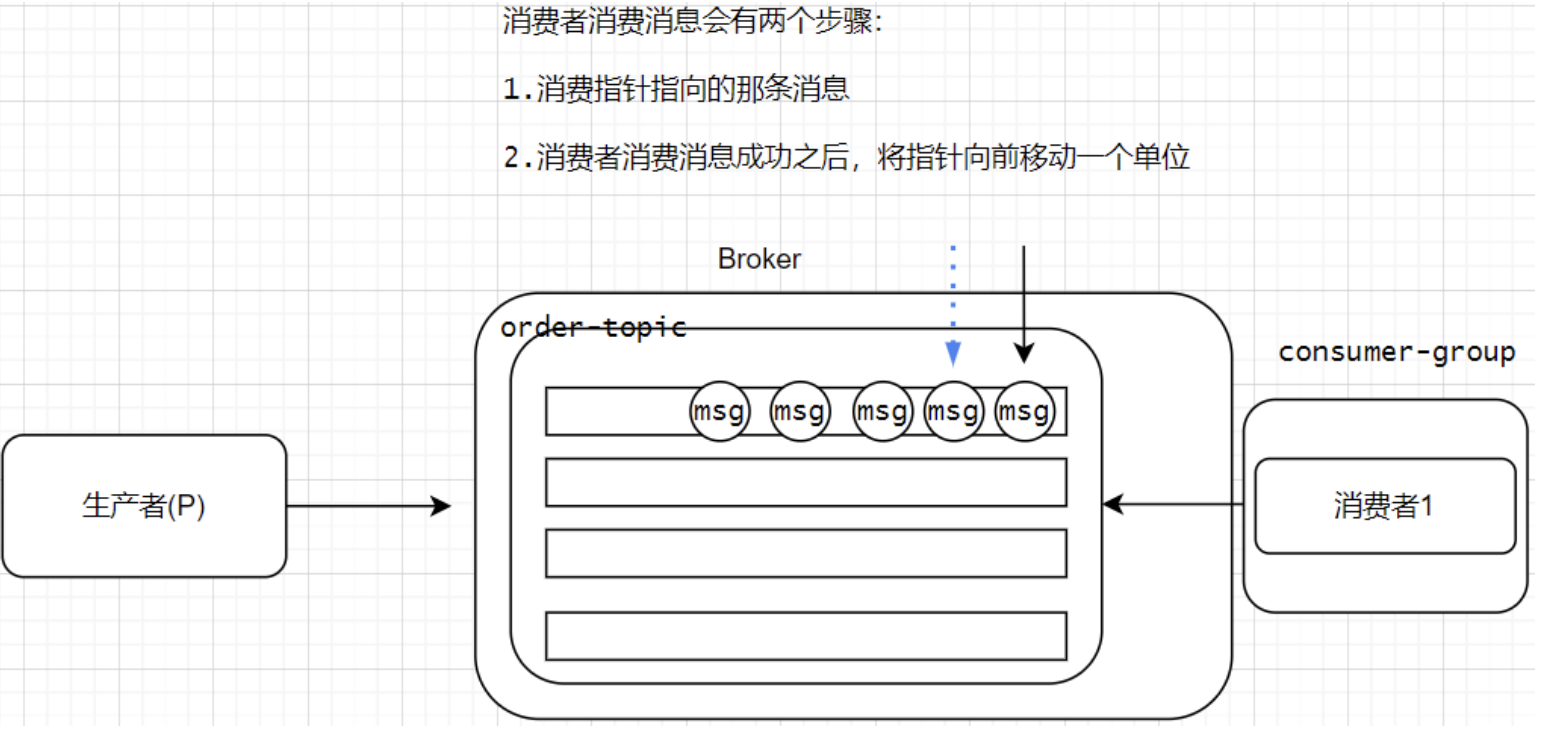 消费者消费消息会有两个步骤:
1.消费指针指向的那条消息
2.消费者消费消息成功之后，将指针向前移动一个单位
Broker
order-topic
consumer-group
msg msg msg msg msg
生产者(P)
消费者1